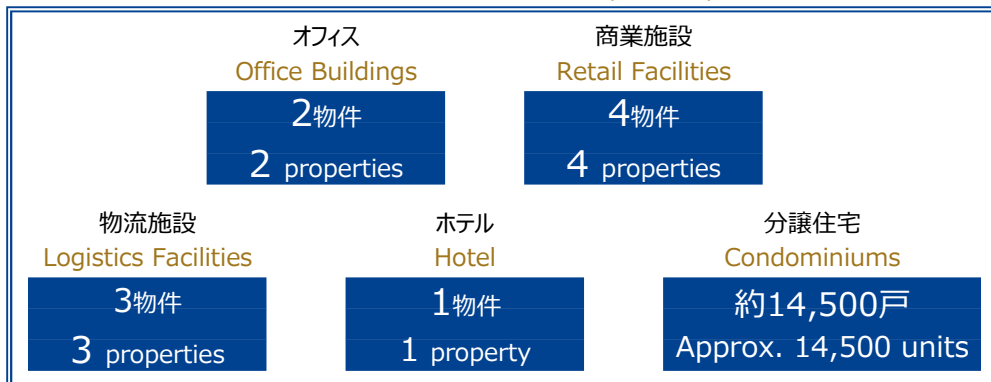 オフィス
Office Buildings
2物件
2 properties
商業施設
Retail Facilities
4物件
4 properties
物流施設
Logistics Facilities
3物件
3 properties
ホテル
Hotel
1物件
1 property
分譲住宅
Condominiums
約14,500戸
Approx. 14,500 units